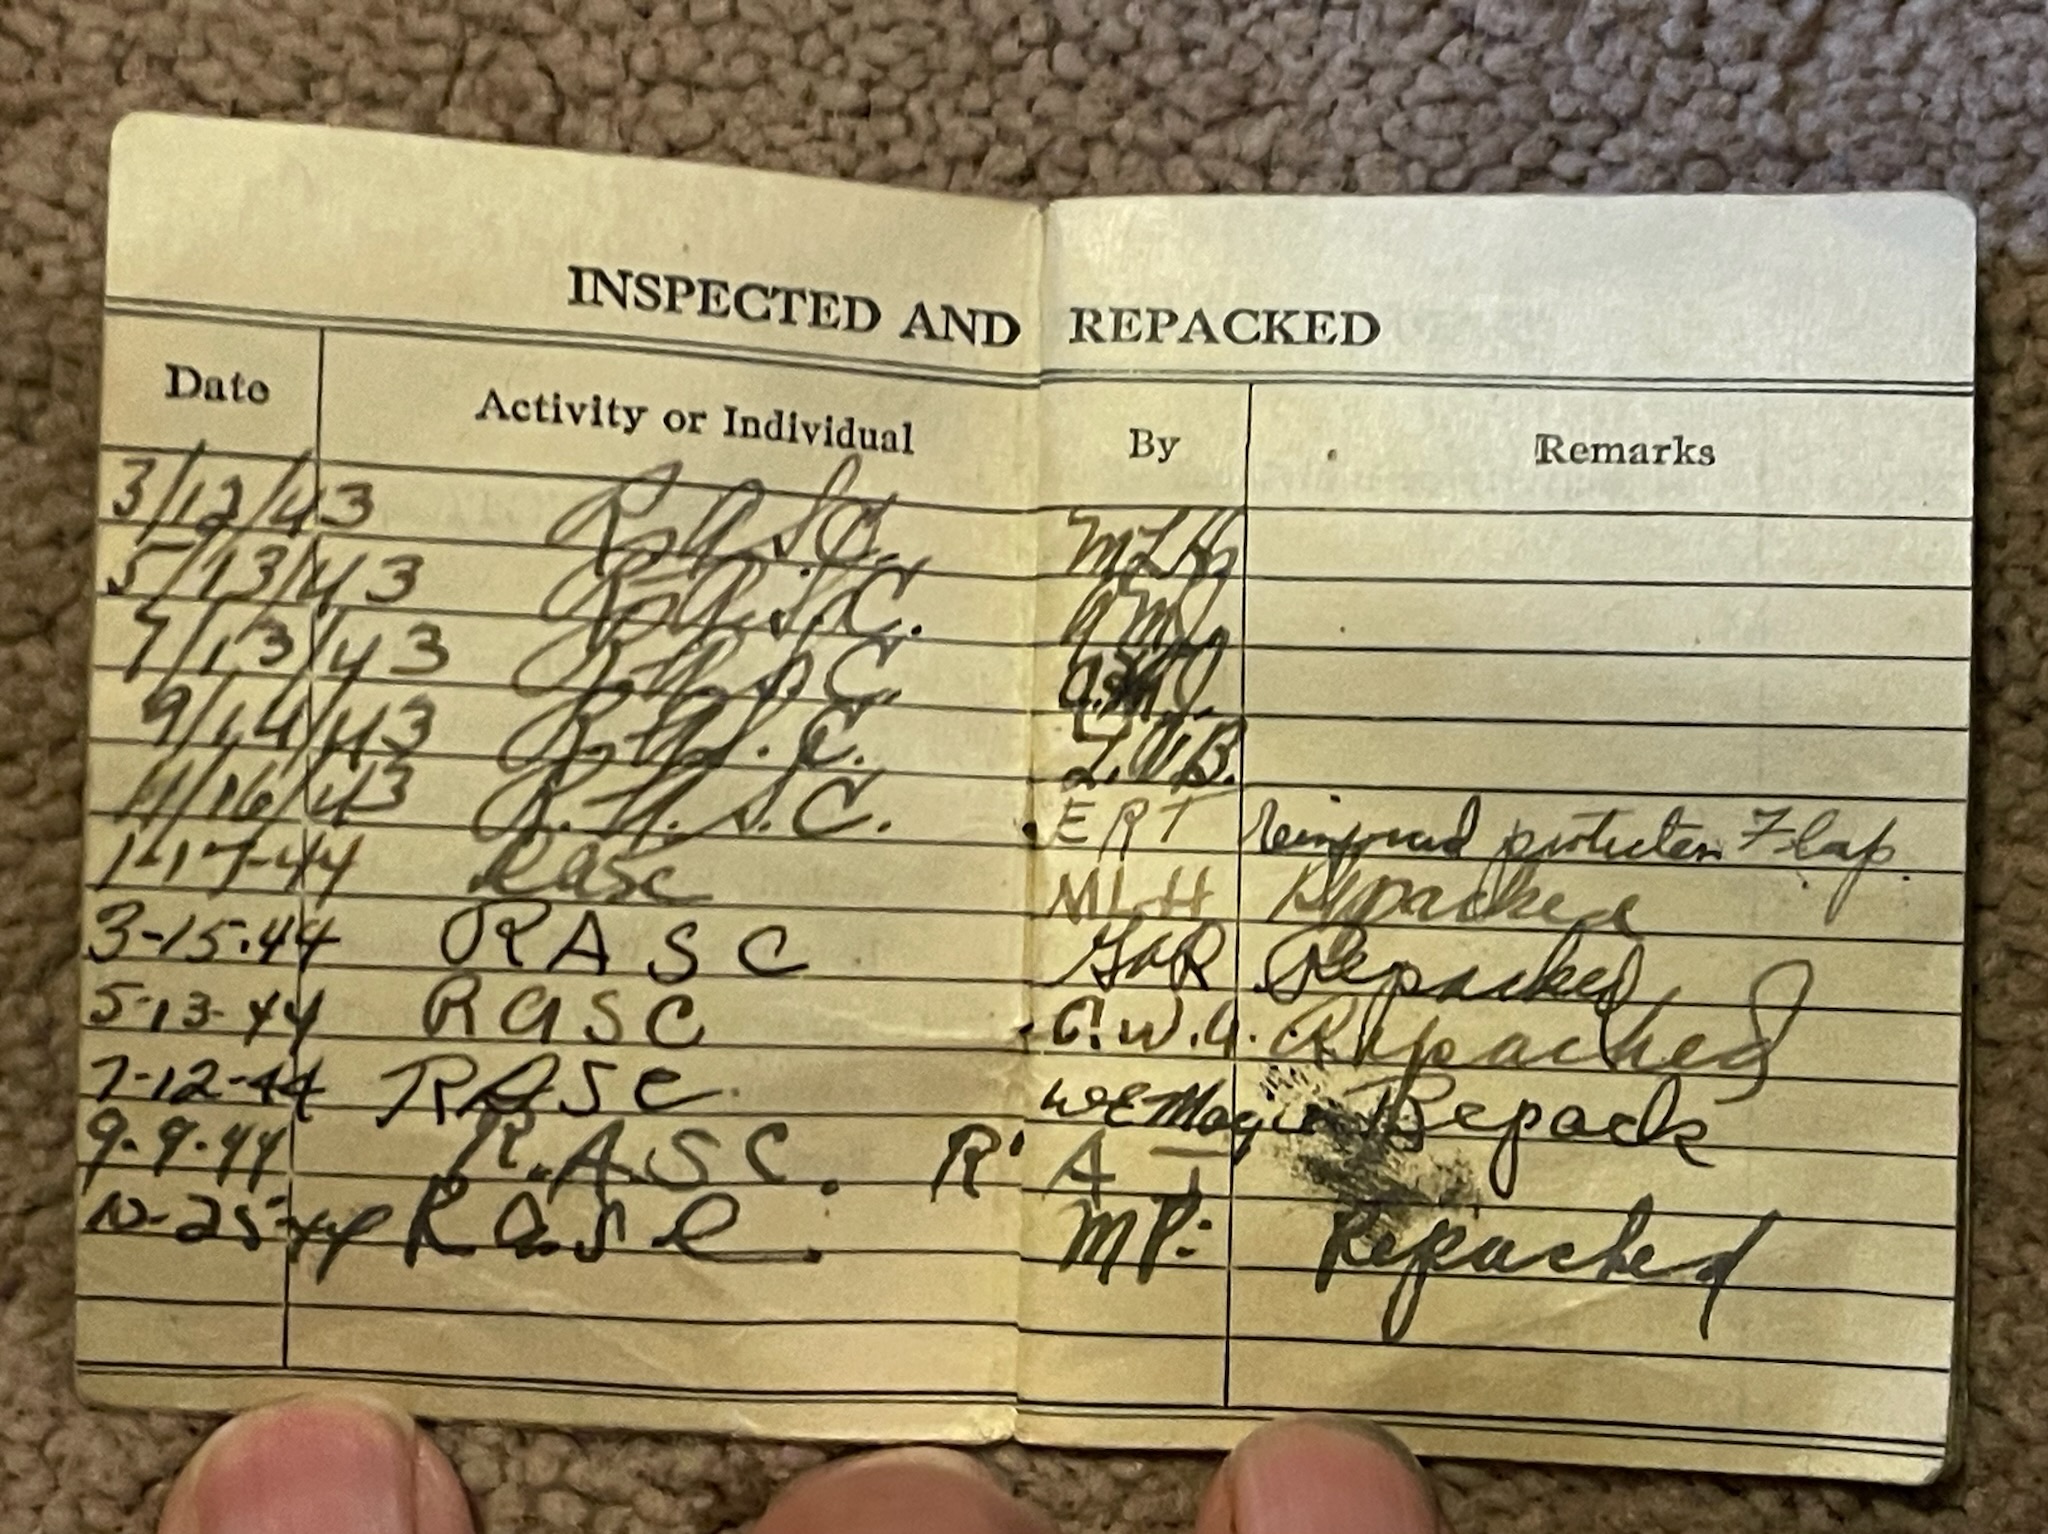 INSPECTED AND REPACKED
Date Activity or Individual By Remarks
3/12/43 R.A.S.C. MLH
5/13/43 R.A.S.C.
7/13/43 R.A.S.C.
9/14/43 R.A.S.C.
11/16/43 R.A.S.C. ERT reinforced protector Flap.
1-17-44 RASC MLH Repacked
3-15-44 RASC Repacked
5-13-44 RASC C.W.A. Repacked
7-12-44 RASC Repack
9-9-44 R.A.S.C. R' A T
10-25-44 RASC. MP. Repacked